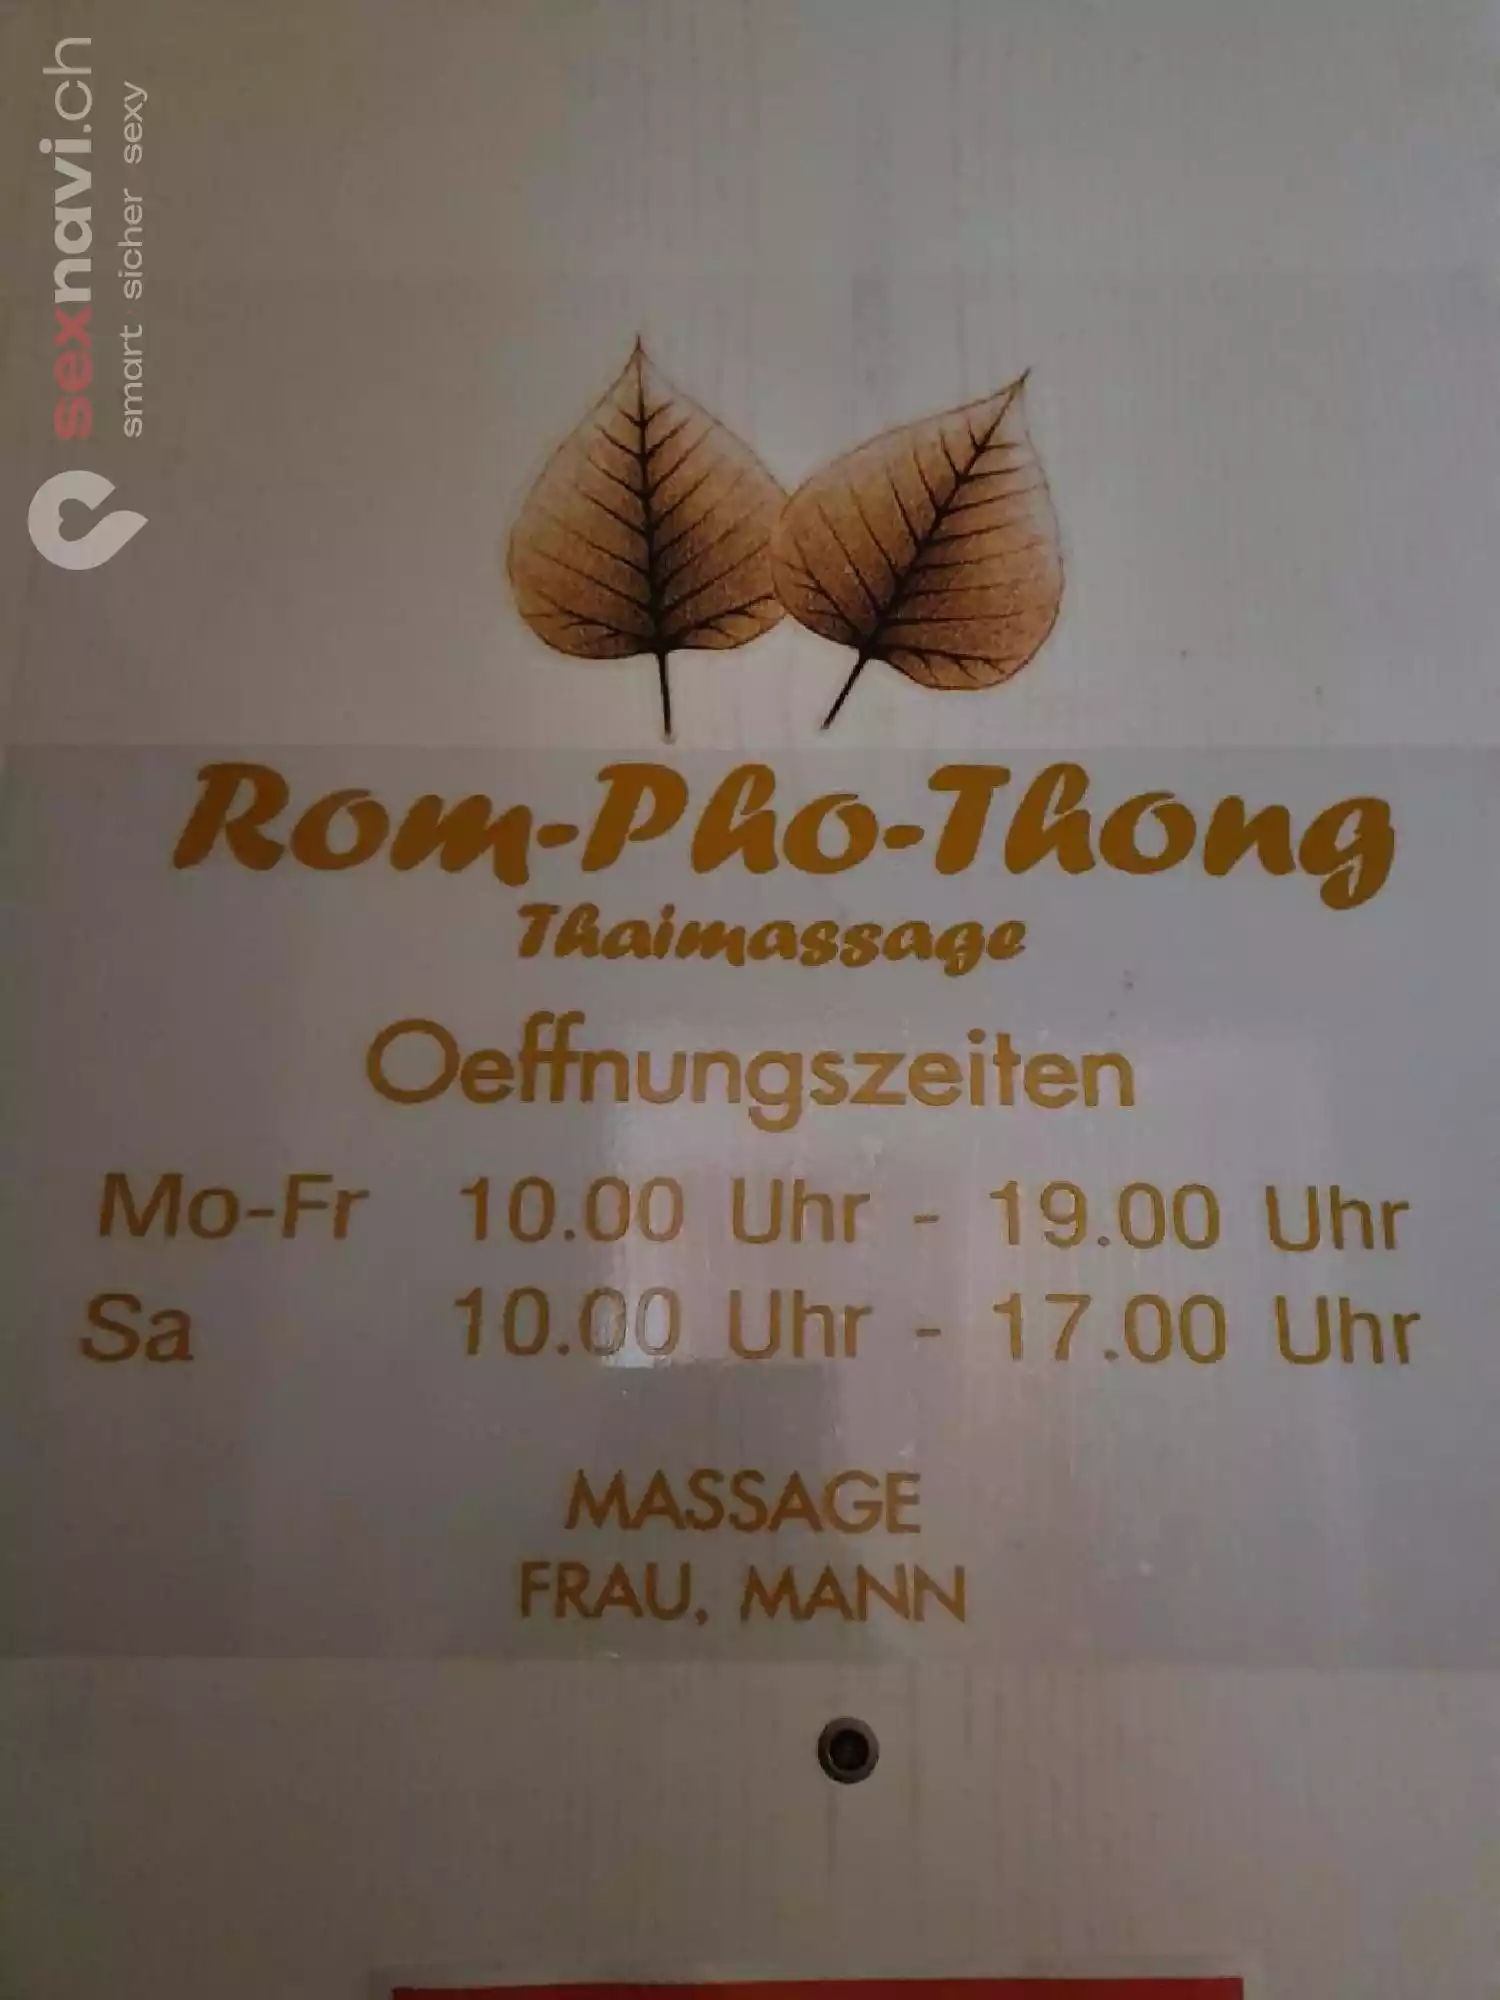 sexnavi.ch
smart sicher sexy
Rom-Pho-Thong
Thaimassage
Oeffnungszeiten
Mo-Fr 10.00 Uhr - 19.00 Uhr
Sa 10.00 Uhr - 17.00 Uhr
MASSAGE
FRAU, MANN